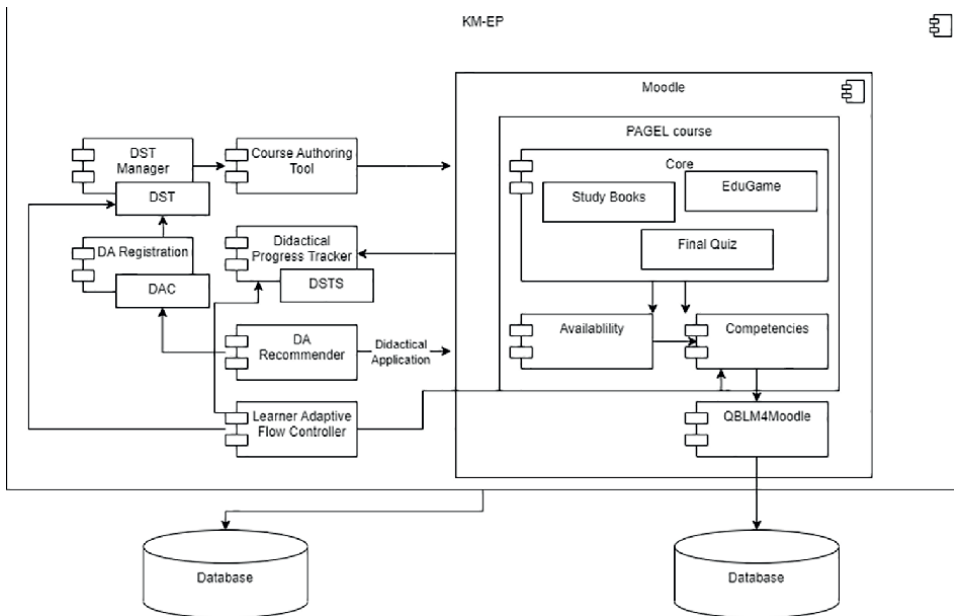 KM-EP
Moodle
PAGEL course
DST
Manager
DST
Course Authoring
Tool
Core
Study Books
EduGame
Final Quiz
DA Registration
DAC
Didactical
Progress Tracker
DSTS
DA
Recommender
Didactical
Application
Availablility
Competencies
Learner Adaptive
Flow Controller
QBLM4Moodle
Database
Database